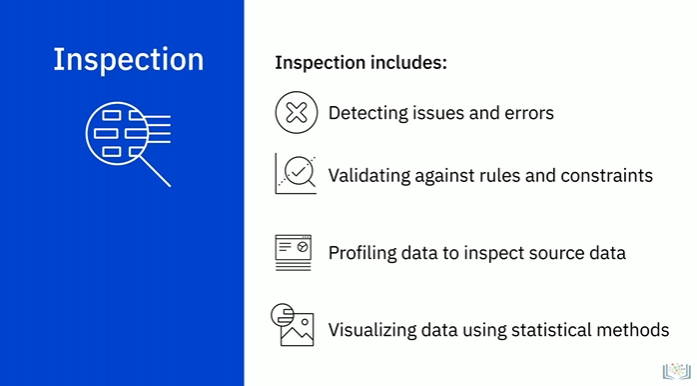 Inspection
Inspection includes:
Detecting issues and errors
Validating against rules and constraints
Profiling data to inspect source data
Visualizing data using statistical methods